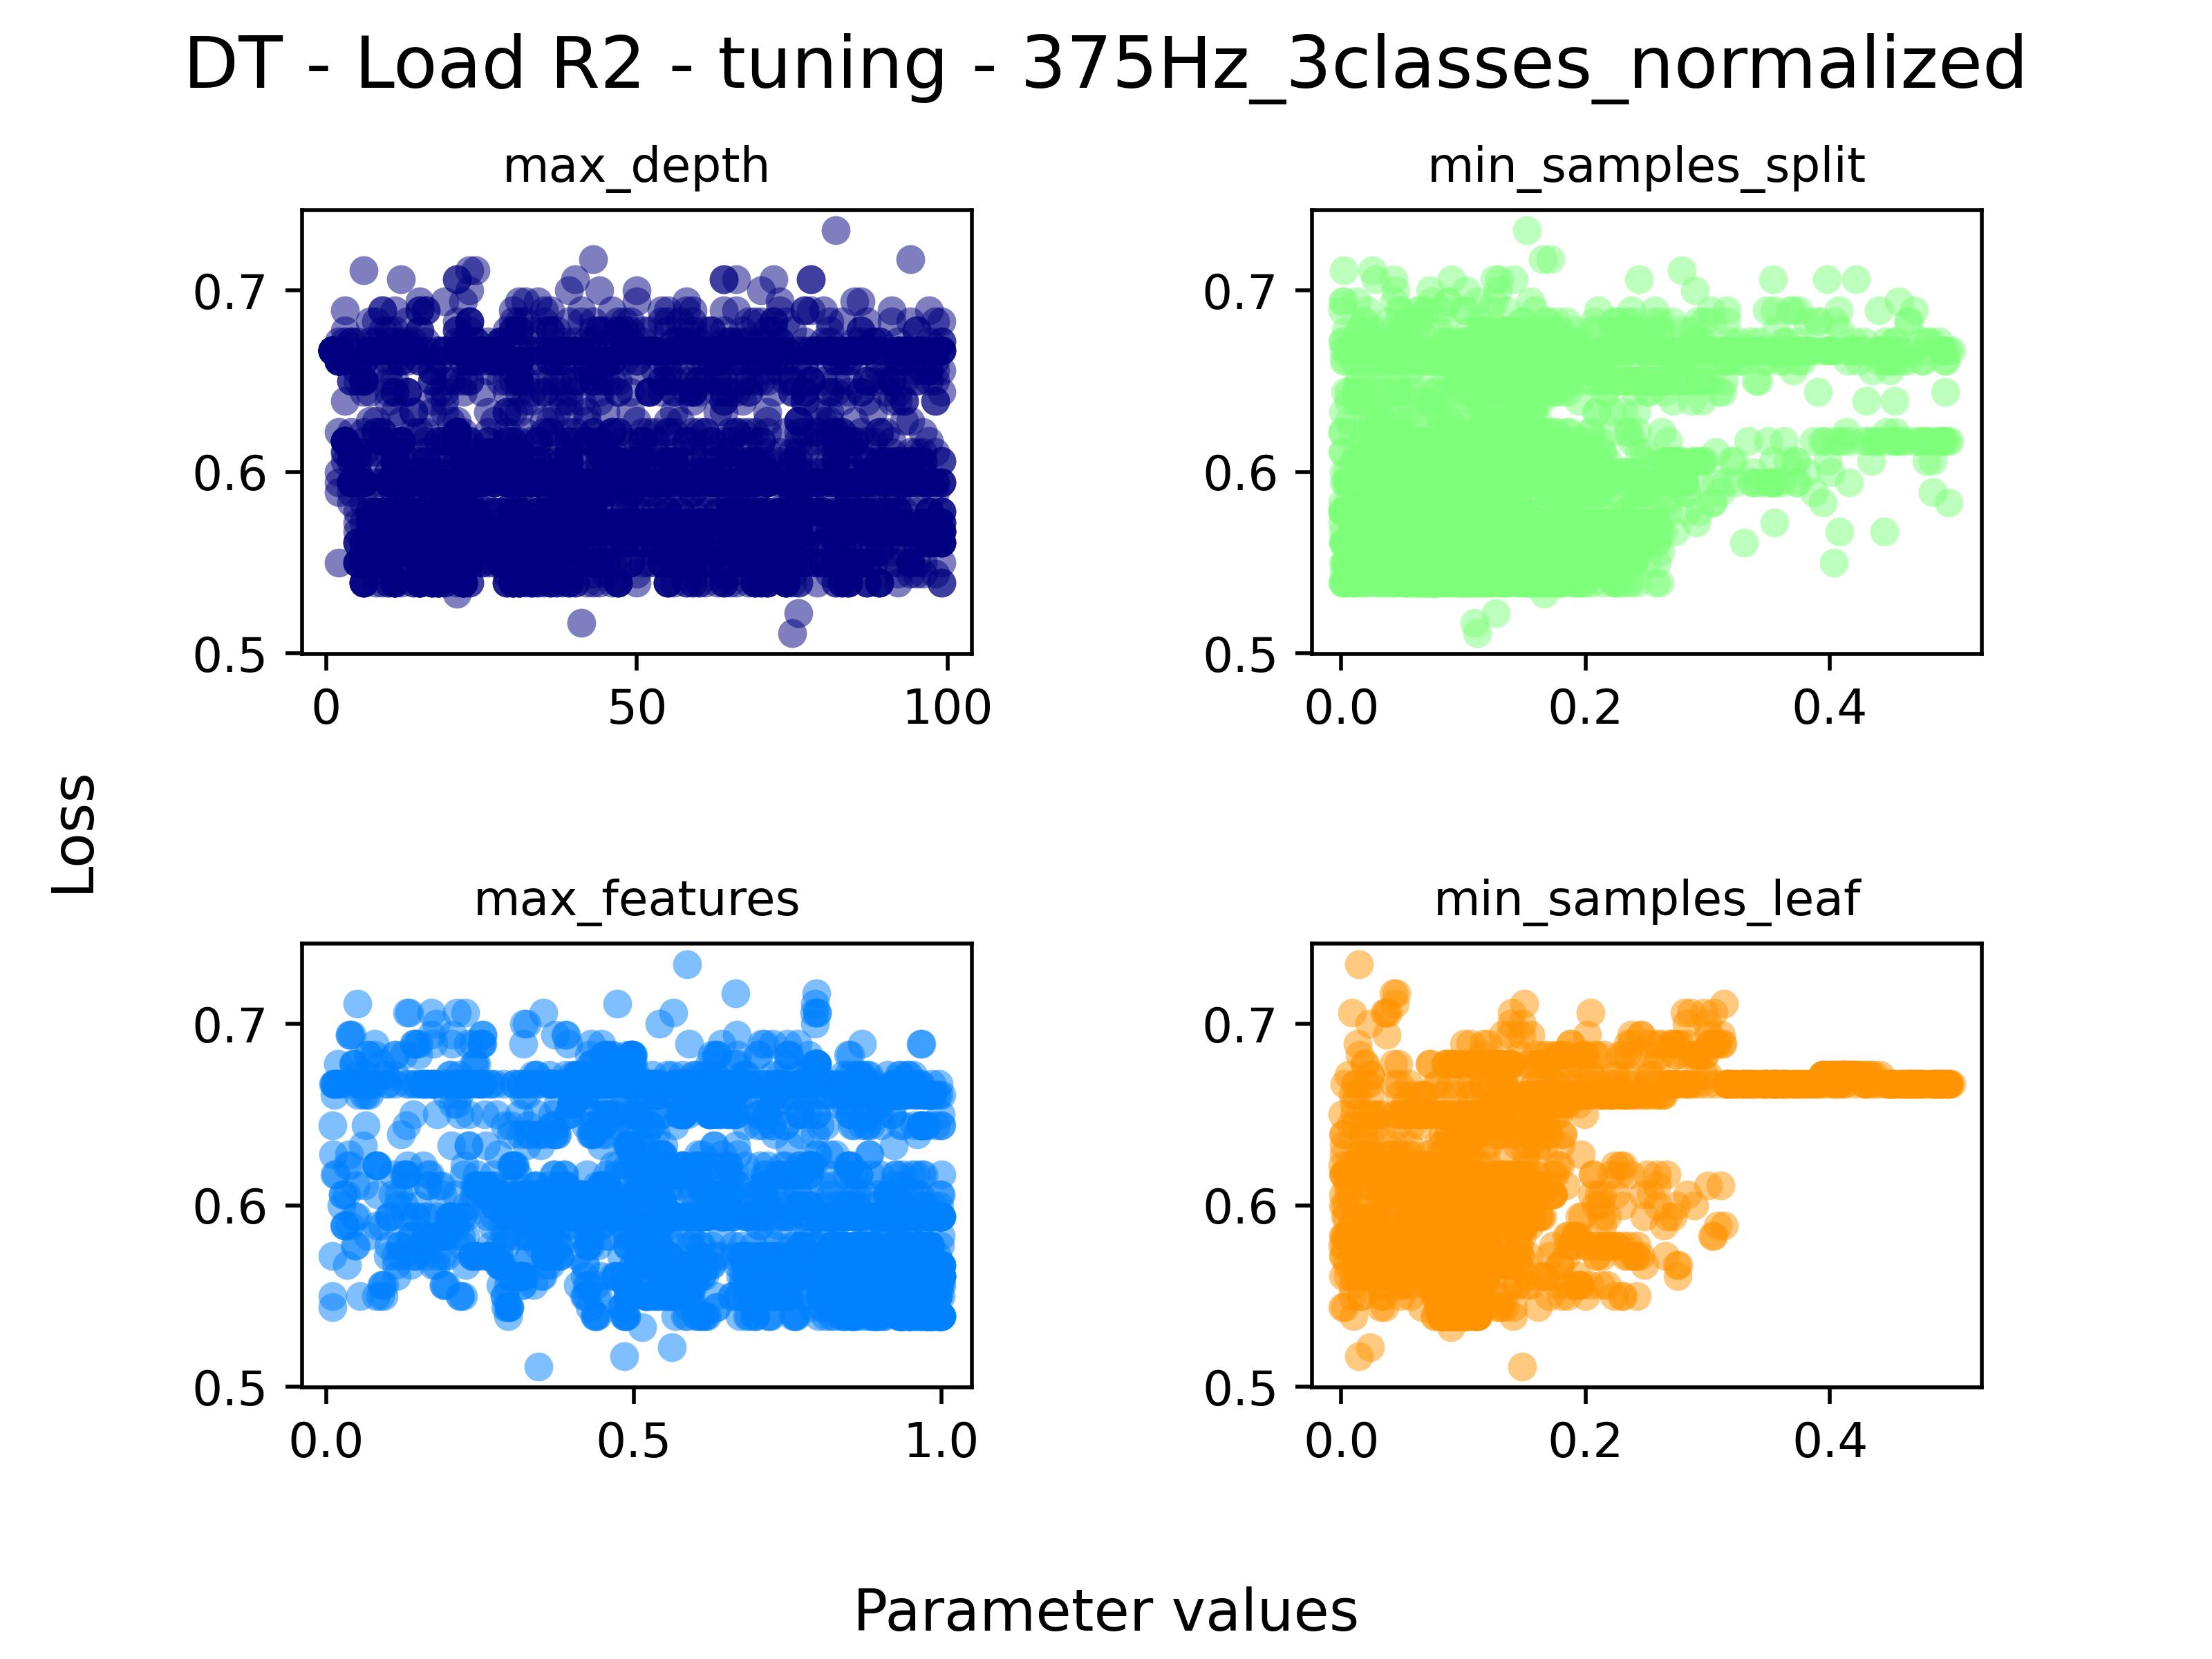 DT - Load R2 - tuning - 375Hz_3classes_normalized
max_depth
0.7
0.6
0.5
0 50 100
min_samples_split
0.7
0.6
0.5
0.0 0.2 0.4
Loss
max_features
0.7
0.6
0.5
0.0 0.5 1.0
min_samples_leaf
0.7
0.6
0.5
0.0 0.2 0.4
Parameter values